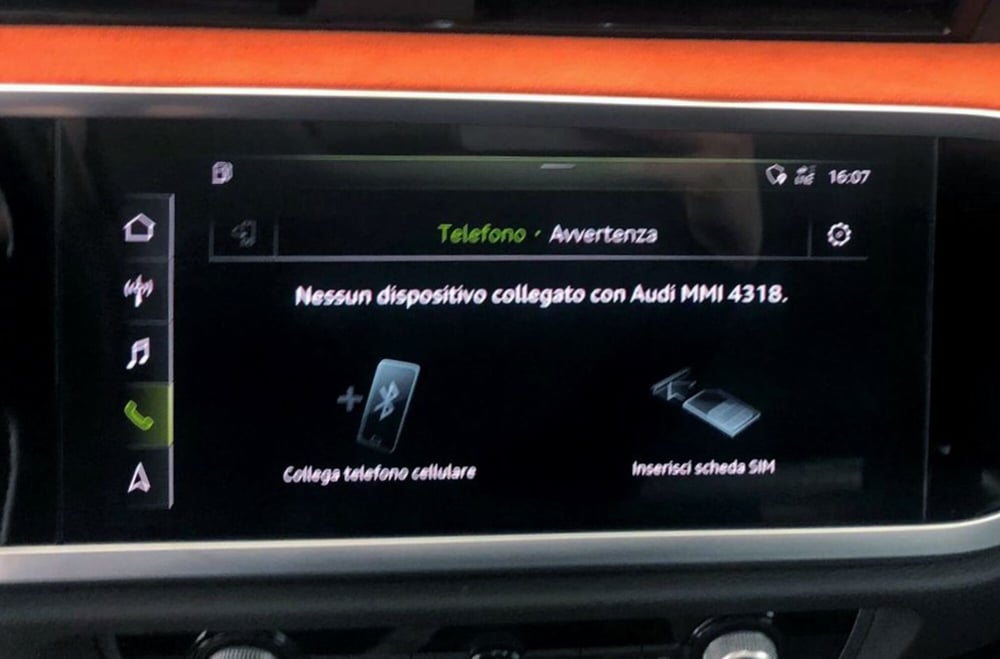 16:07
Telefono · Avvertenza
Nessun dispositivo collegato con Audi MMI 4318.
Collega telefono cellulare
Inserisci scheda SIM